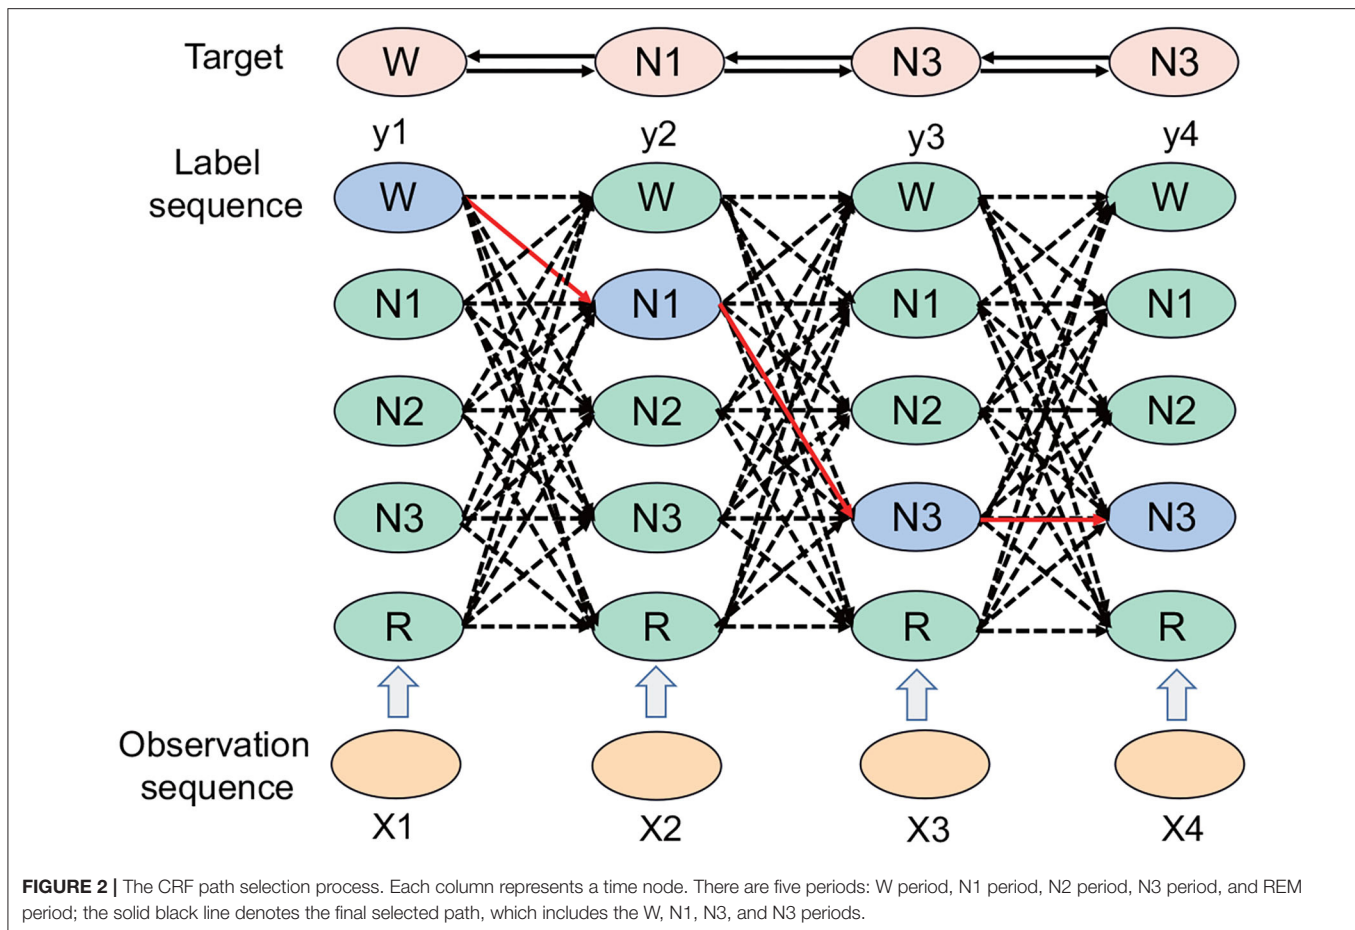 Target W N1 N3 N3
y1 y2 y3 y4
Label
sequence
W W W W
N1 N1 N1 N1
N2 N2 N2 N2
N3 N3 N3 N3
R R R R
Observation
sequence
X1 X2 X3 X4
FIGURE 2 | The CRF path selection process. Each column represents a time node. There are five periods: W period, N1 period, N2 period, N3 period, and REM
period; the solid black line denotes the final selected path, which includes the W, N1, N3, and N3 periods.